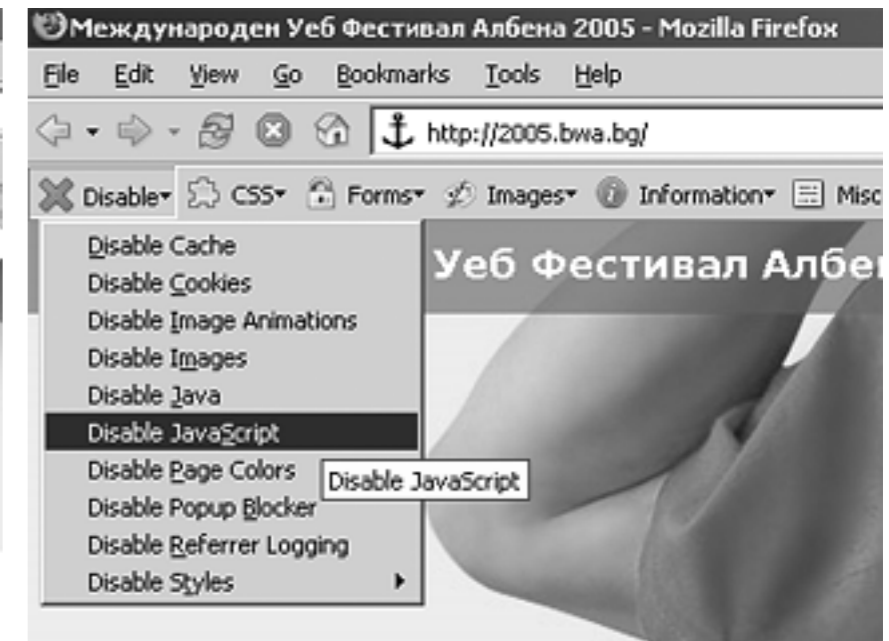 Международен Уеб Фестивал Албена 2005 - Mozilla Firefox
File Edit View Go Bookmarks Tools Help
http://2005.bwa.bg/
Disable CSS Forms Images Information Misc
Уеб Фестивал
Disable Cache
Disable Cookies
Disable Image Animations
Disable Images
Disable Java
Disable JavaScript
Disable Page Colors
Disable JavaScript
Disable Popup Blocker
Disable Referrer Logging
Disable Styles